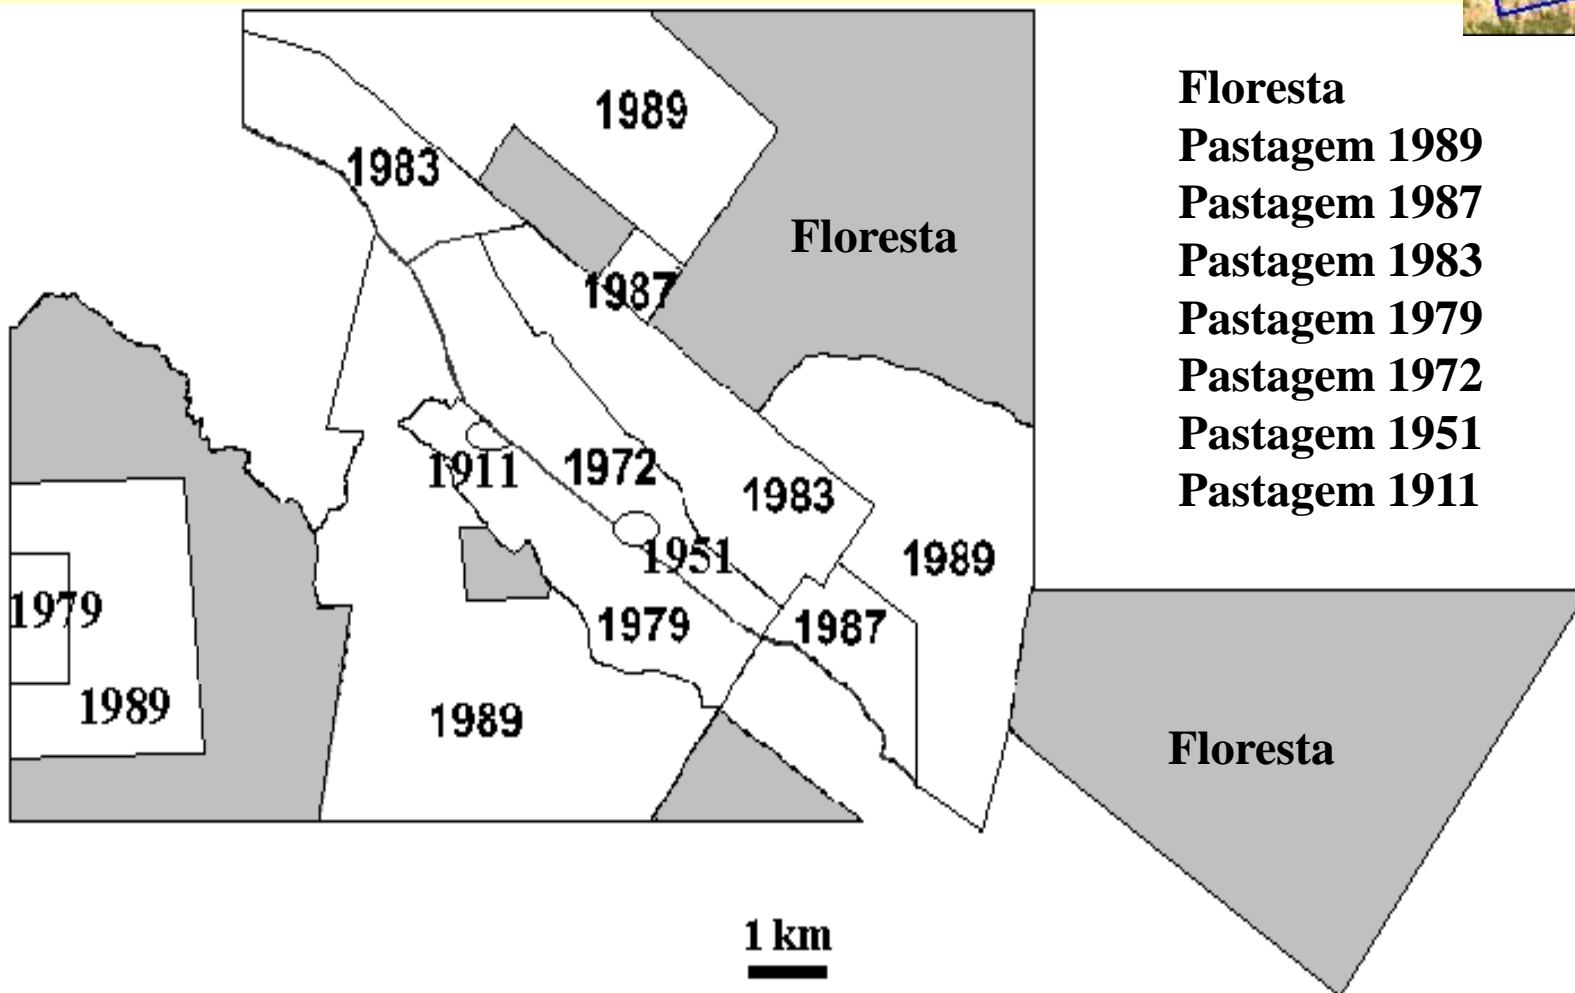 1989
1983
Floresta
1987
1911
1972
1983
1951
1989
1979
1979
1987
1989
1989
Floresta
1 km
Floresta
Pastagem 1989
Pastagem 1987
Pastagem 1983
Pastagem 1979
Pastagem 1972
Pastagem 1951
Pastagem 1911